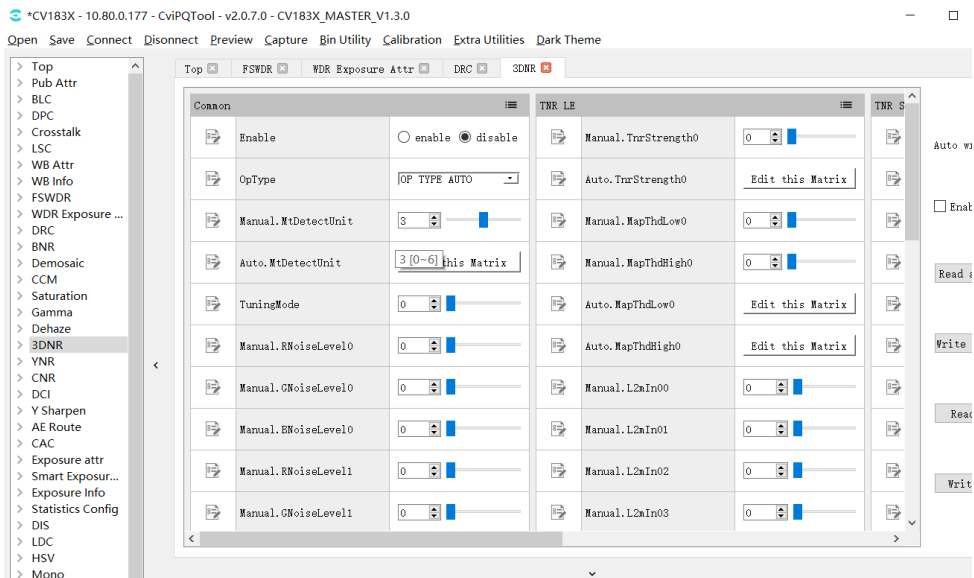 *CV183X - 10.80.0.177 - CviPQTool - v2.0.7.0 - CV183X_MASTER_V1.3.0
Open Save Connect Disonnect Preview Capture Bin Utility Calibration Extra Utilities Dark Theme
Top
Pub Attr
BLC
DPC
Crosstalk
LSC
WB Attr
WB Info
FSWDR
WDR Exposure ...
DRC
BNR
Demosaic
CCM
Saturation
Gamma
Dehaze
3DNR
YNR
CNR
DCI
Y Sharpen
AE Route
CAC
Exposure attr
Smart Exposur...
Exposure Info
Statistics Config
DIS
LDC
HSV
Mono
Top FSWDR WDR Exposure Attr DRC 3DNR
Common
Enable enable disable
OpType OP TYPE AUTO
Manual.MtDetectUnit 3
Auto.MtDetectUnit 3 [0~6] this Matrix
TuningMode 0
Manual.RNoiseLevel0 0
Manual.GNoiseLevel0 0
Manual.BNoiseLevel0 0
Manual.RNoiseLevel1 0
Manual.GNoiseLevel1 0
TNR LE
Manual.TnrStrength0 0
Auto.TnrStrength0 Edit this Matrix
Manual.MapThdLow0 0
Manual.MapThdHigh0 0
Auto.MapThdLow0 Edit this Matrix
Auto.MapThdHigh0 Edit this Matrix
Manual.L2mIn00 0
Manual.L2mIn01 0
Manual.L2mIn02 0
Manual.L2mIn03 0
TNR S
Auto wr
Enab
Read a
Write
Read
Writ